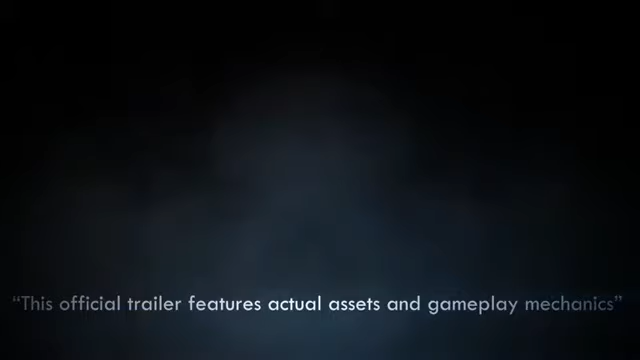 “This official trailer features actual assets and gameplay mechanics”